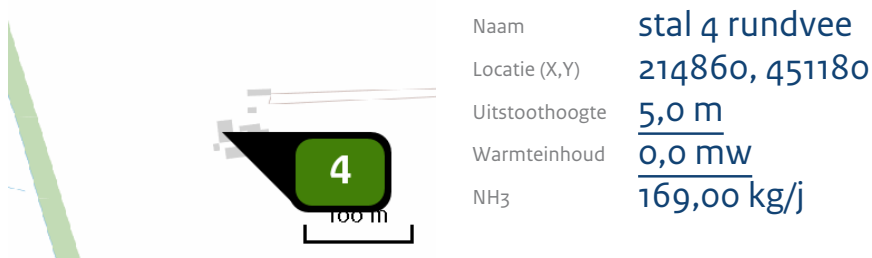 4
100 m
Naam stal 4 rundvee
Locatie (X,Y) 214860, 451180
Uitstoothoogte 5,0 m
Warmteinhoud 0,0 mw
NH3 169,00 kg/j